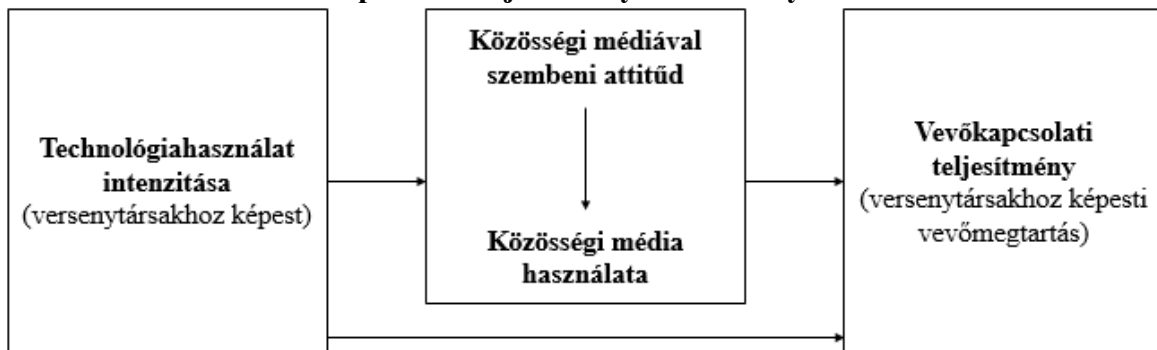 Technológiahasználat
intenzitása
(versenytársakhoz képest)
Közösségi médiával
szembeni attitűd
Közösségi média
használata
Vevőkapcsolati
teljesítmény
(versenytársakhoz képesti
vevőmegtartás)